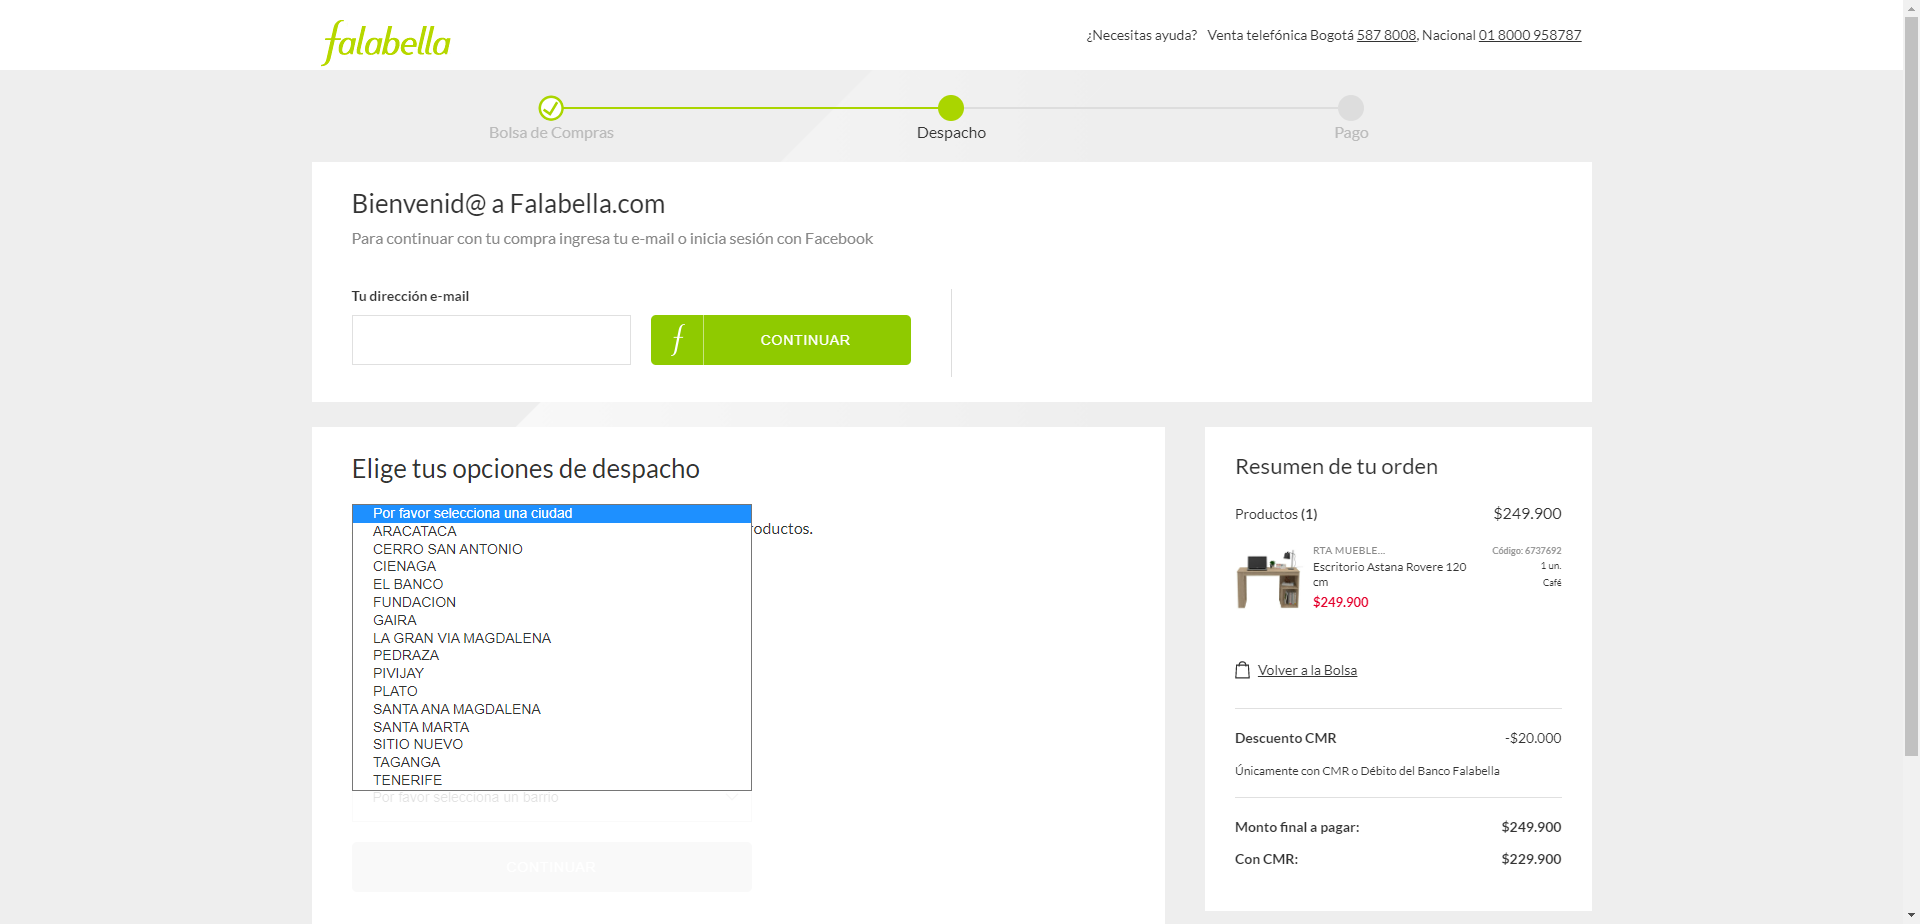 falabella
¿Necesitas ayuda? Venta telefónica Bogotá 587 8008, Nacional 01 8000 958787
Bolsa de Compras
Despacho
Pago
Bienvenid@ a Falabella.com
Para continuar con tu compra ingresa tu e-mail o inicia sesión con Facebook
Tu dirección e-mail
f CONTINUAR
Elige tus opciones de despacho
Por favor selecciona una ciudad
oductos.
ARACATACA
CERRO SAN ANTONIO
CIENAGA
EL BANCO
FUNDACION
GAIRA
LA GRAN VIA MAGDALENA
PEDRAZA
PIVIJAY
PLATO
SANTA ANA MAGDALENA
SANTA MARTA
SITIO NUEVO
TAGANGA
TENERIFE
Por favor selecciona un barrio
CONTINUAR
Resumen de tu orden
Productos (1) $249.900
RTA MUEBLE... Código: 6737692
Escritorio Astana Rovere 120 1 un.
cm Café
$249.900
Volver a la Bolsa
Descuento CMR -$20.000
Únicamente con CMR o Débito del Banco Falabella
Monto final a pagar: $249.900
Con CMR: $229.900